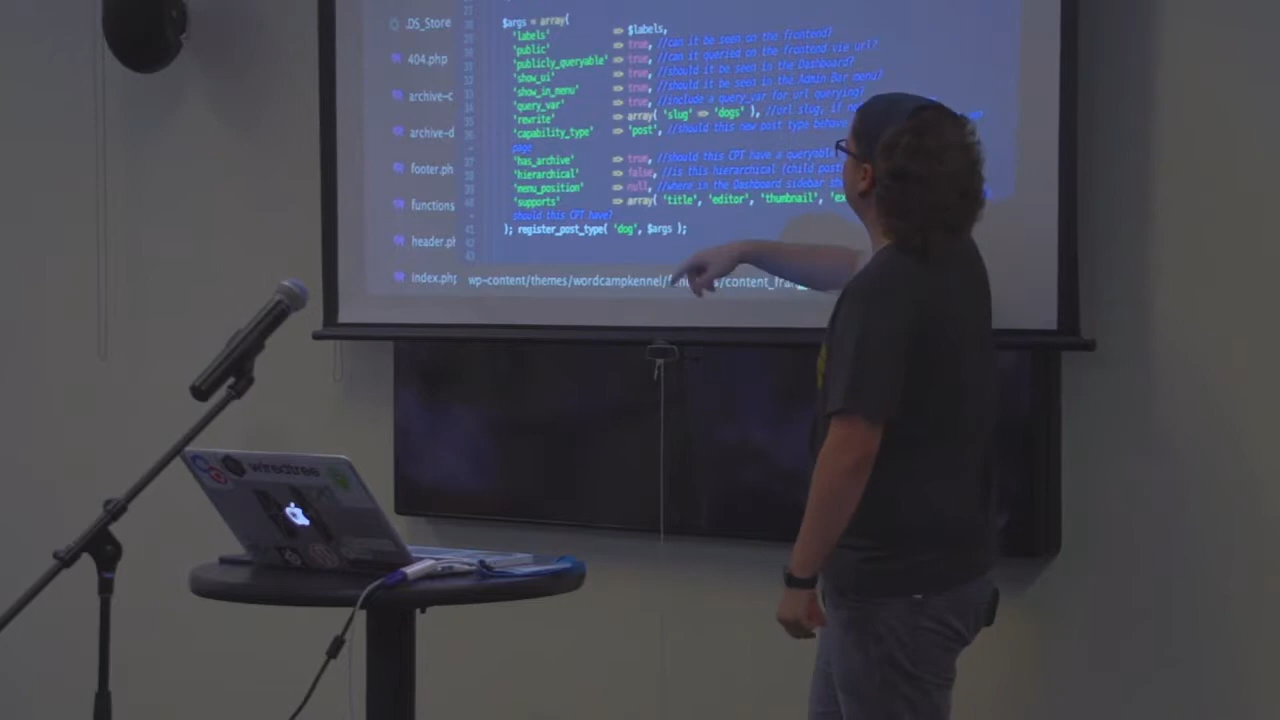 .DS_Store
404.php
archive-c
archive-d
footer.ph
functions
header.ph
index.php
27
$args = array(
'labels' => $labels,
'public' => true, //can it be seen on the frontend?
'publicly_queryable' => true, //can it queried on the frontend via url?
'show_ui' => true, //should it be seen in the Dashboard?
'show_in_menu' => true, //should it be seen in the Admin Bar menu?
'query_var' => true, //include a query_var for url querying?
'rewrite' => array( 'slug' => 'dogs' ), //url slug, if no
'capability_type' => 'post', //should this new post type behave
page
'has_archive' => true, //should this CPT have a queryable
'hierarchical' => false, //is this hierarchical (child post
'menu_position' => null, //where in the Dashboard sidebar sh
'supports' => array( 'title', 'editor', 'thumbnail', 'ex
should this CPT have?
); register_post_type( 'dog', $args );
wp-content/themes/wordcampkennel/ /content_fra
wiredtree